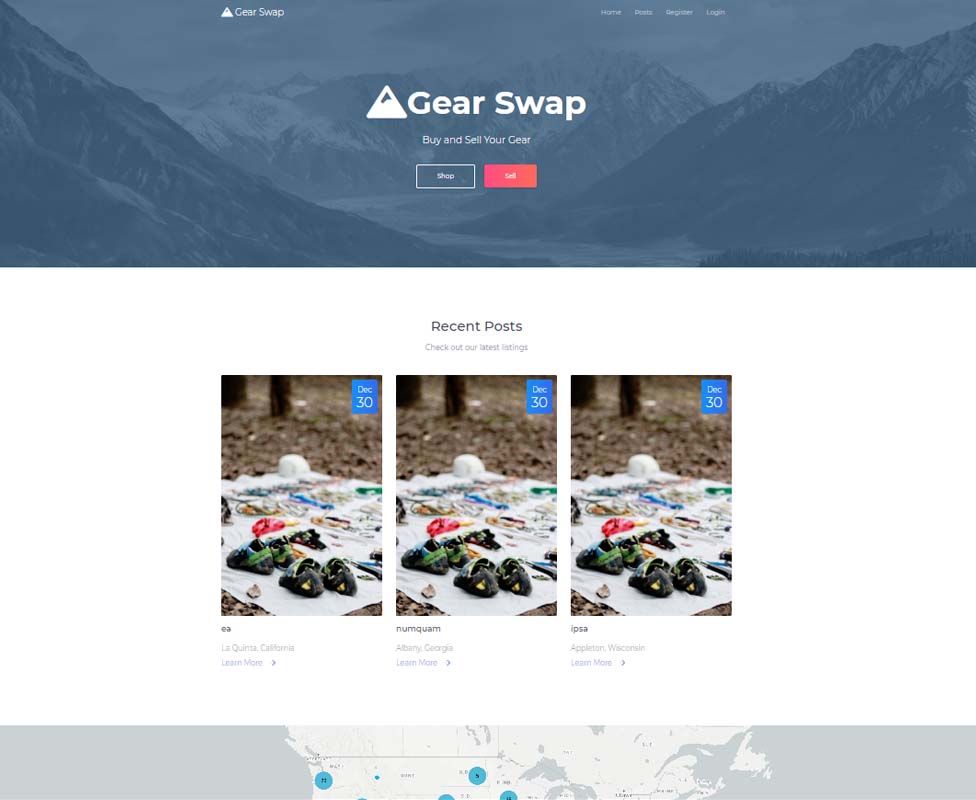 Gear Swap
Home Posts Register Login
Gear Swap
Buy and Sell Your Gear
Shop Sell
Recent Posts
Check out our latest listings
Dec
30
Dec
30
Dec
30
ea
La Quinta, California
Learn More
numquam
Albany, Georgia
Learn More
ipsa
Appleton, Wisconsin
Learn More
5